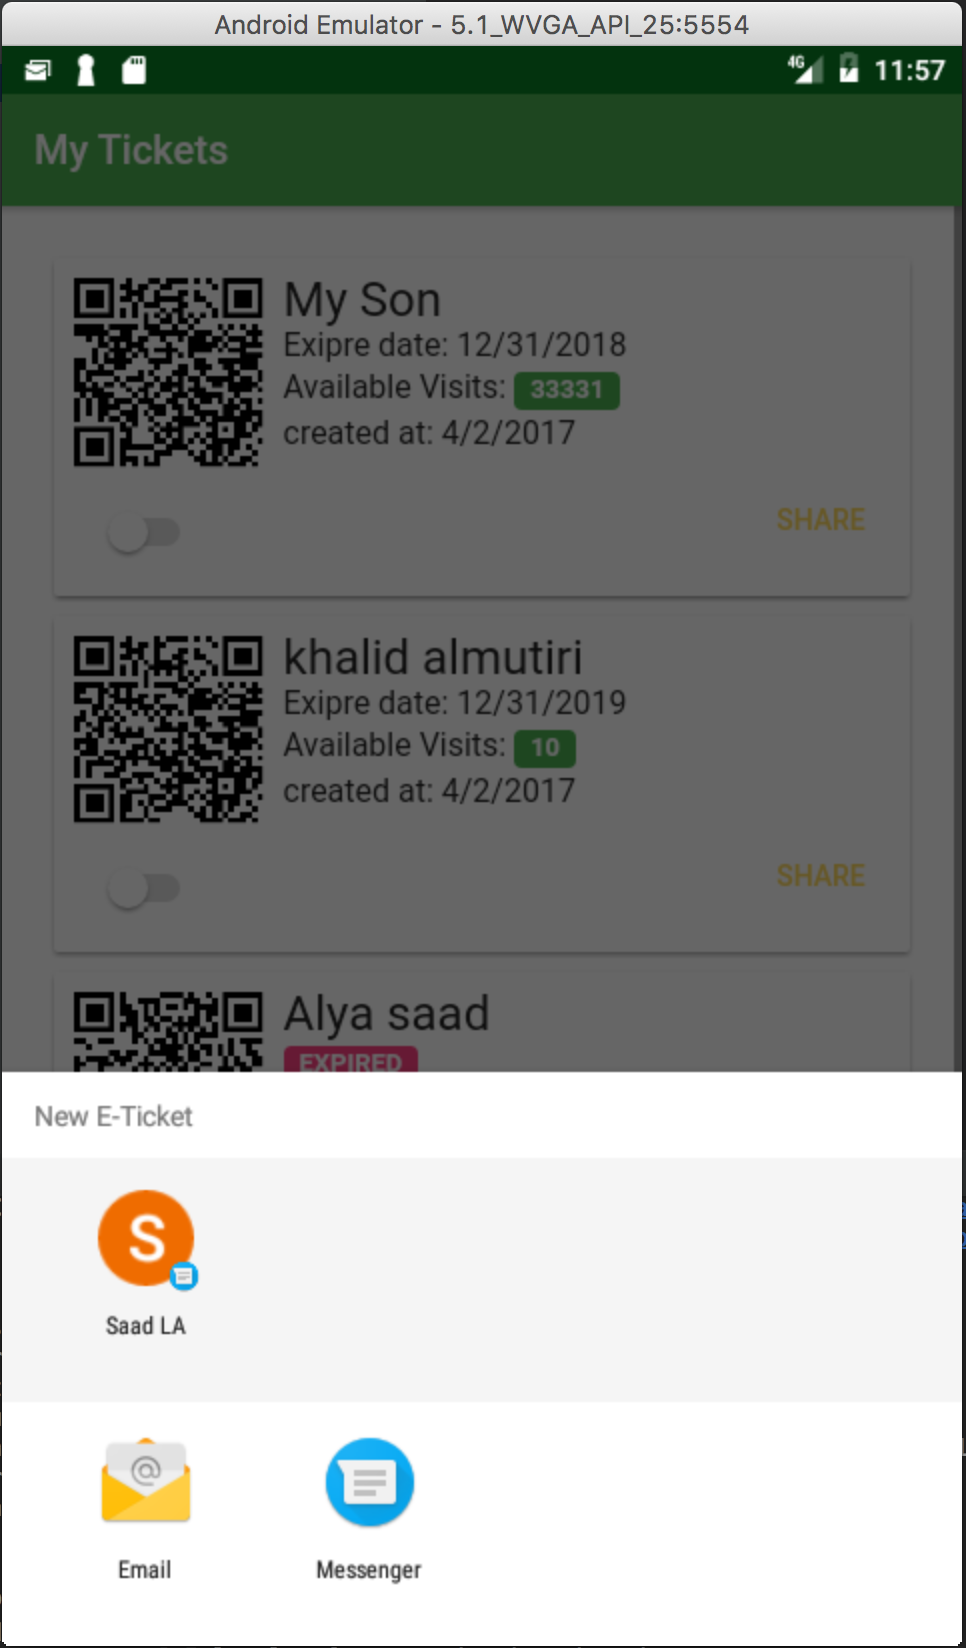 Android Emulator - 5.1_WVGA_API_25:5554
4G 11:57
My Tickets
My Son
Exipre date: 12/31/2018
Available Visits: 33331
created at: 4/2/2017
SHARE
khalid almutiri
Exipre date: 12/31/2019
Available Visits: 10
created at: 4/2/2017
SHARE
Alya saad
EXPIRED
New E-Ticket
S
Saad LA
@
Email
Messenger